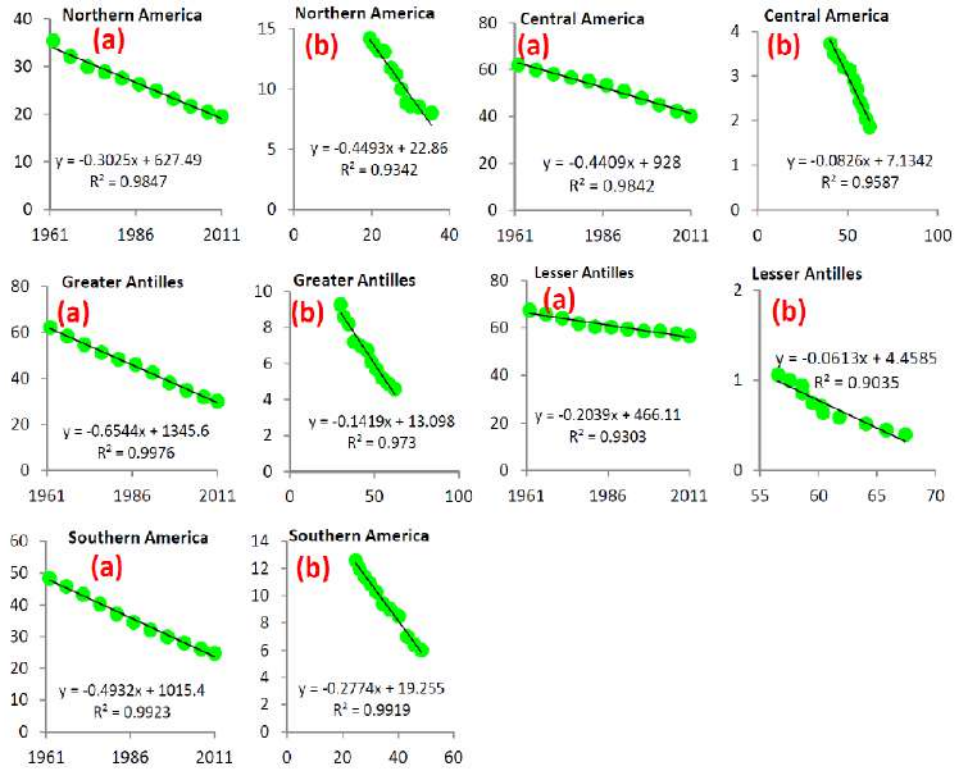 Northern America
(a)
40
30
20
10
0
y = -0.3025x + 627.49
R² = 0.9847
1961 1986 2011
Northern America
(b)
15
10
5
0
y = -0.4493x + 22.86
R² = 0.9342
0 20 40
Central America
(a)
80
60
40
20
0
y = -0.4409x + 928
R² = 0.9842
1961 1986 2011
Central America
(b)
4
3
2
1
0
y = -0.0826x + 7.1342
R² = 0.9587
0 50 100
Greater Antilles
(a)
80
60
40
20
0
y = -0.6544x + 1345.6
R² = 0.9976
1961 1986 2011
Greater Antilles
(b)
10
8
6
4
2
0
y = -0.1419x + 13.098
R² = 0.973
0 50 100
Lesser Antilles
(a)
80
60
40
20
0
y = -0.2039x + 466.11
R² = 0.9303
1961 1986 2011
Lesser Antilles
(b)
2
1
0
y = -0.0613x + 4.4585
R² = 0.9035
55 60 65 70
Southern America
(a)
60
50
40
30
20
10
0
y = -0.4932x + 1015.4
R² = 0.9923
1961 1986 2011
Southern America
(b)
14
12
10
8
6
4
2
0
y = -0.2774x + 19.255
R² = 0.9919
0 20 40 60